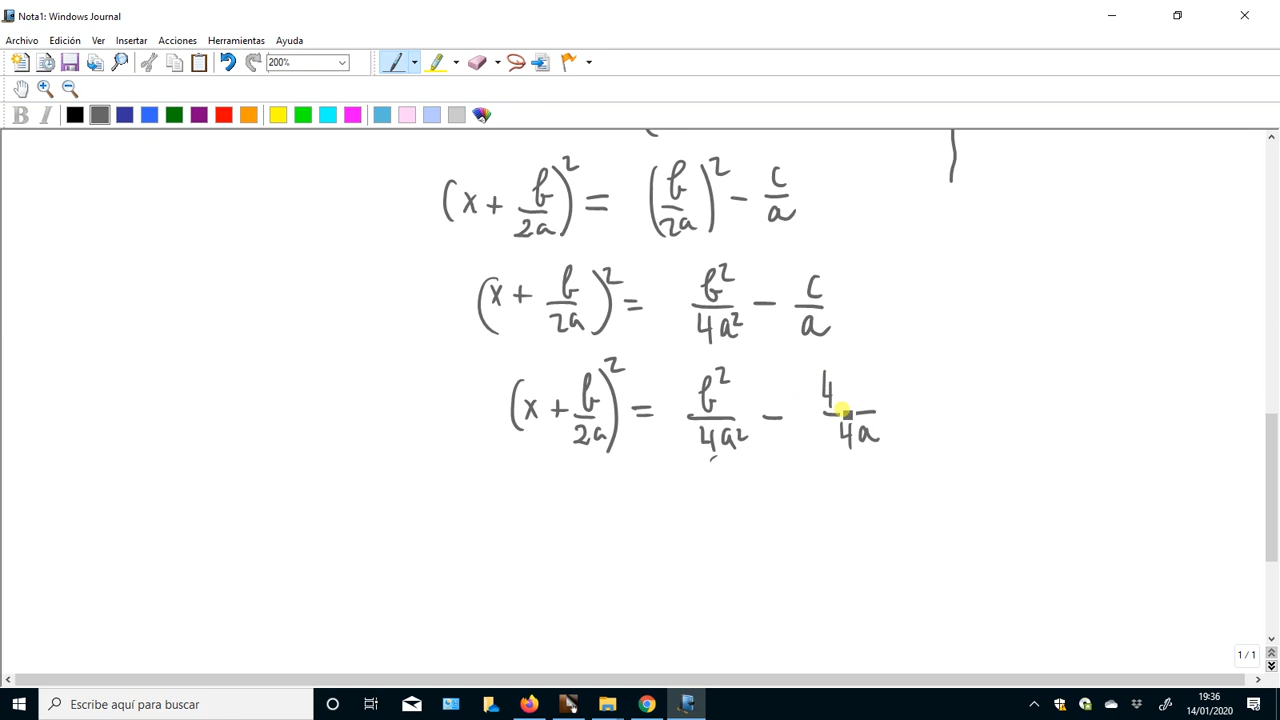 Nota1: Windows Journal
Archivo Edición Ver Insertar Acciones Herramientas Ayuda
200%
B I
(x + b/2a)² = (b/2a)² - c/a
(x + b/2a)² = b²/4a² - c/a
(x + b/2a)² = b²/4a² - 4/4a
1 / 1
Escribe aquí para buscar
19:36
14/01/2020